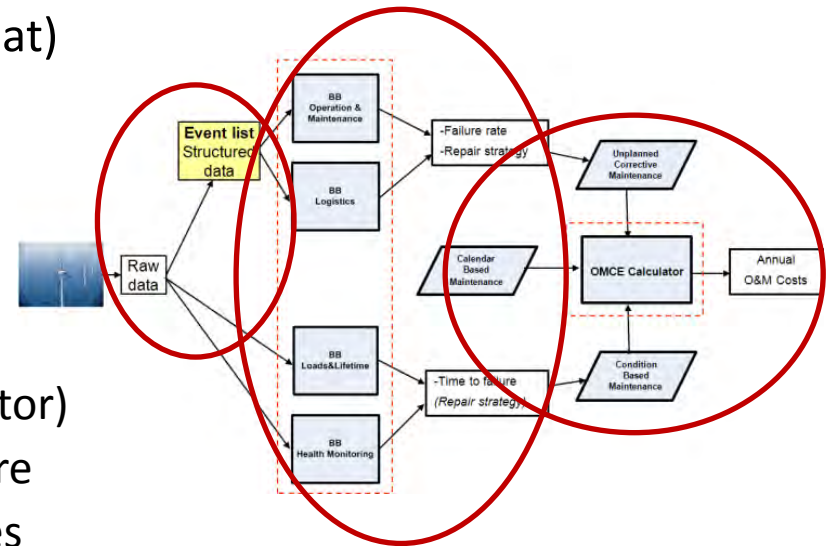 at)
Event list
Structured
data
Raw
data
BB
Operation &
Maintenance
BB
Logistics
BB
Loads&Lifetime
BB
Health Monitoring
-Failure rate
-Repair strategy
Calendar
Based
Maintenance
-Time to failure
(Repair strategy)
Unplanned
Corrective
Maintenance
OMCE Calculator
Condition
Based
Maintenance
Annual
O&M Costs
tor)
re
es